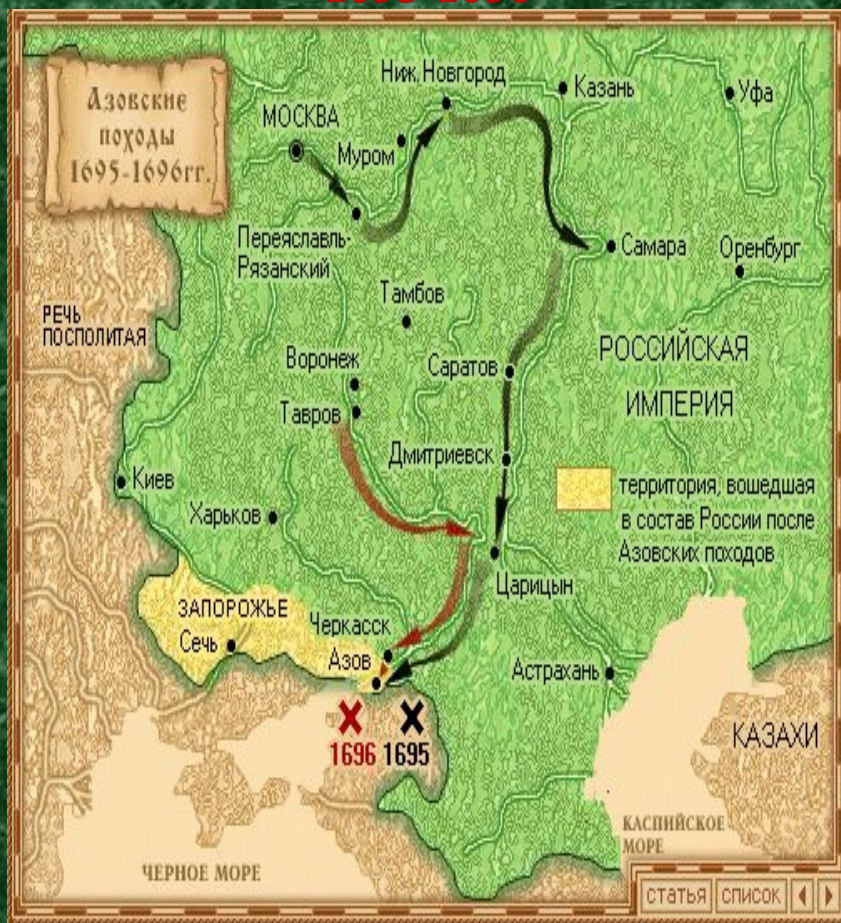 Азовские
походы
1695-1696гг.
Ниж. Новгород
Казань
Уфа
МОСКВА
Муром
Переяславль-
Рязанский
Самара
Оренбург
Тамбов
РЕЧЬ
ПОСПОЛИТАЯ
Воронеж
Саратов
РОССИЙСКАЯ
ИМПЕРИЯ
Тавров
Дмитриевск
Киев
Харьков
территория, вошедшая
в состав России после
Азовских походов
Царицын
ЗАПОРОЖЬЕ
Сечь
Черкасск
Азов
Астрахань
1696 1695
КАЗАХИ
КАСПИЙСКОЕ
МОРЕ
ЧЕРНОЕ МОРЕ
статья список